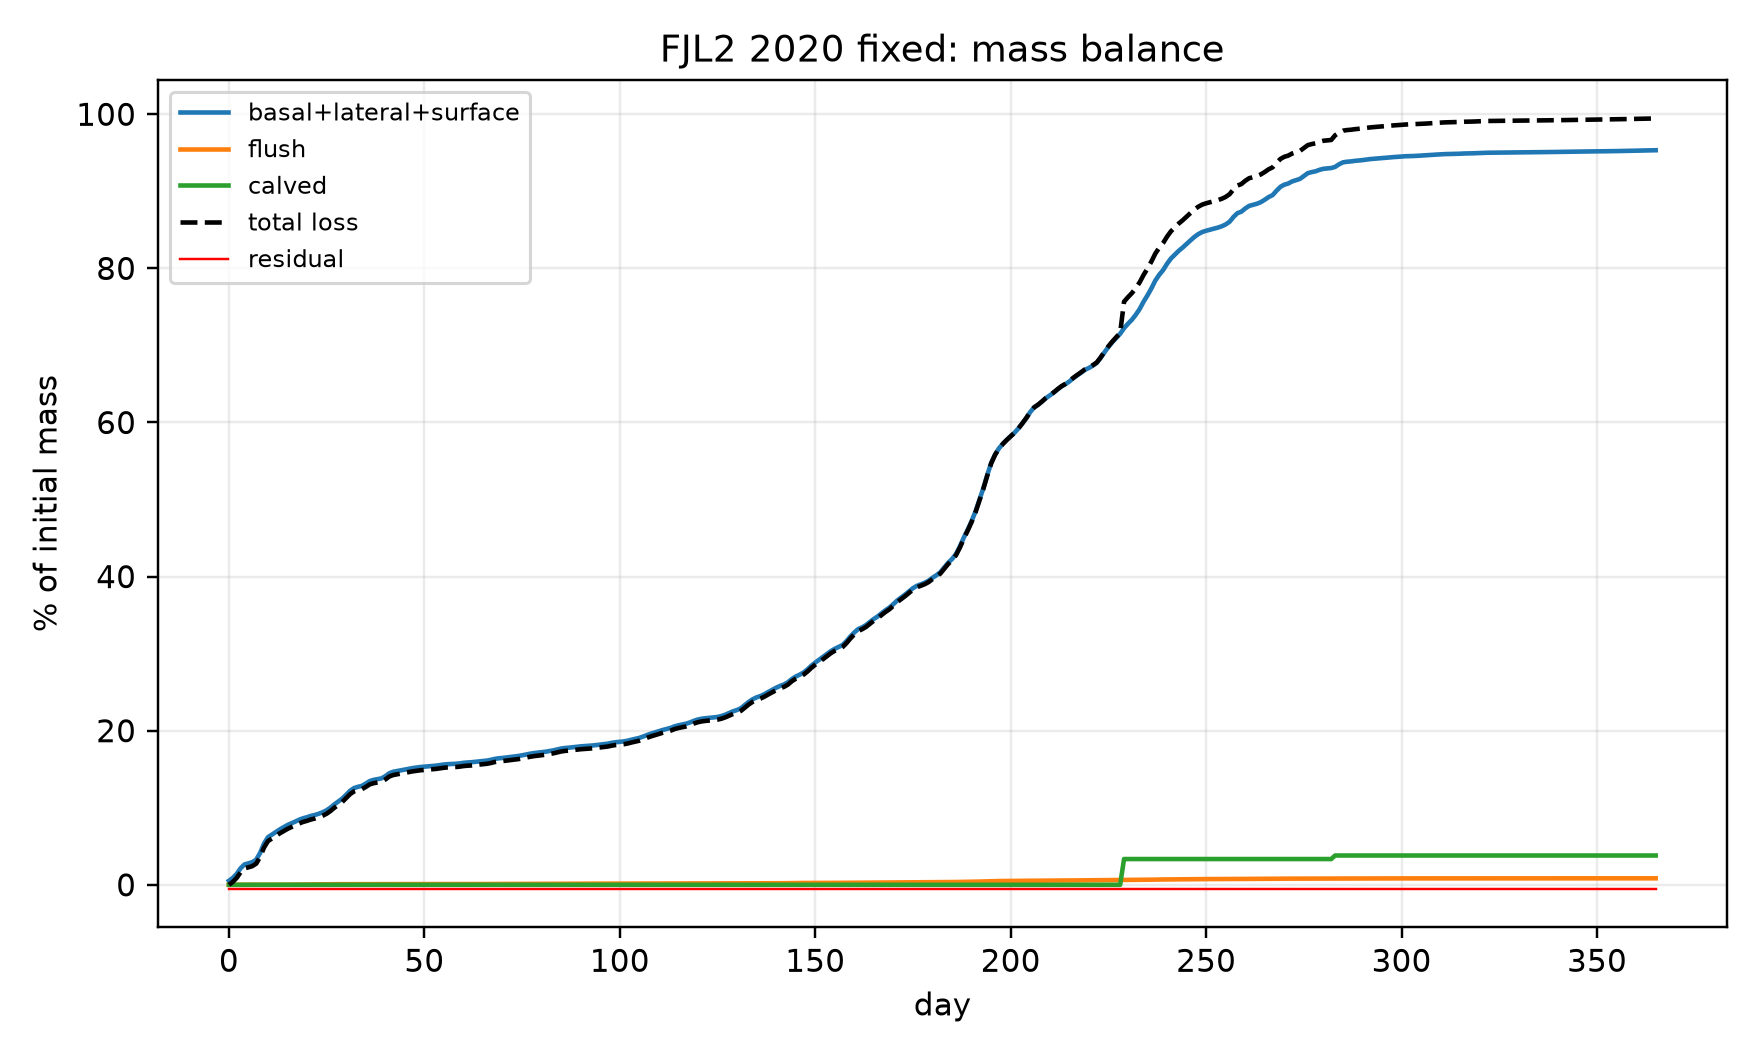 FJL2 2020 fixed: mass balance
basal+lateral+surface
flush
calved
total loss
residual
% of initial mass
100
80
60
40
20
0
0 50 100 150 200 250 300 350
day